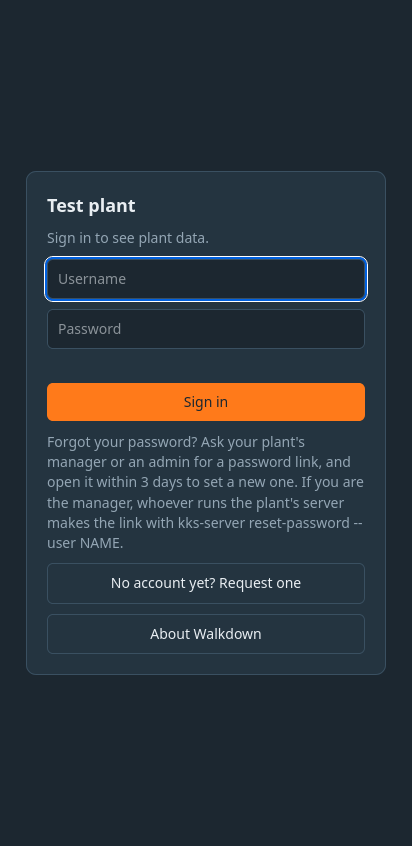 Test plant
Sign in to see plant data.
Username
Password
Sign in
Forgot your password? Ask your plant's
manager or an admin for a password link, and
open it within 3 days to set a new one. If you are
the manager, whoever runs the plant's server
makes the link with kks-server reset-password --
user NAME.
No account yet? Request one
About Walkdown